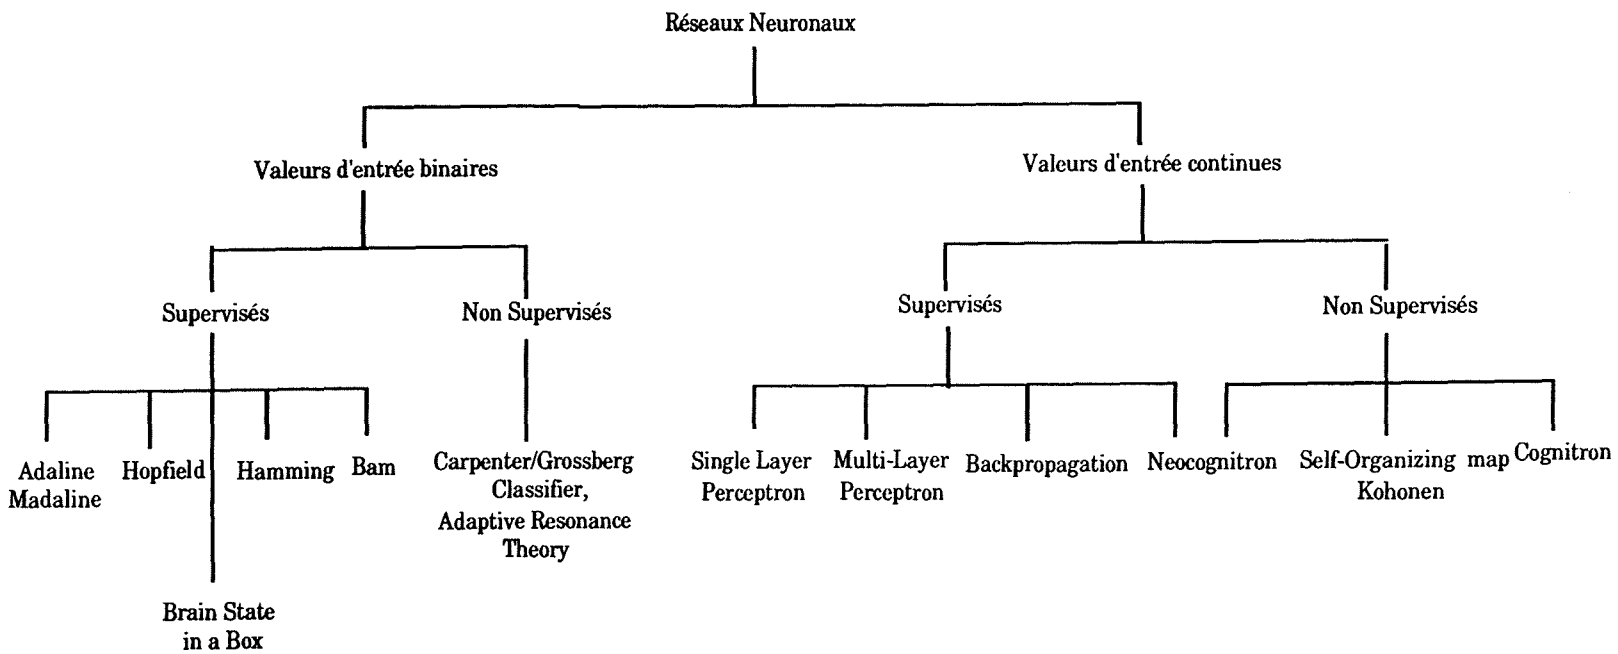 Réseaux Neuronaux
Valeurs d'entrée binaires
Valeurs d'entrée continues
Supervisés
Non Supervisés
Supervisés
Non Supervisés
Adaline
Madaline
Hopfield
Hamming
Bam
Carpenter/Grossberg
Classifier,
Adaptive Resonance
Theory
Single Layer
Perceptron
Multi-Layer
Perceptron
Backpropagation
Neocognitron
Self-Organizing map
Kohonen
Cognitron
Brain State
in a Box